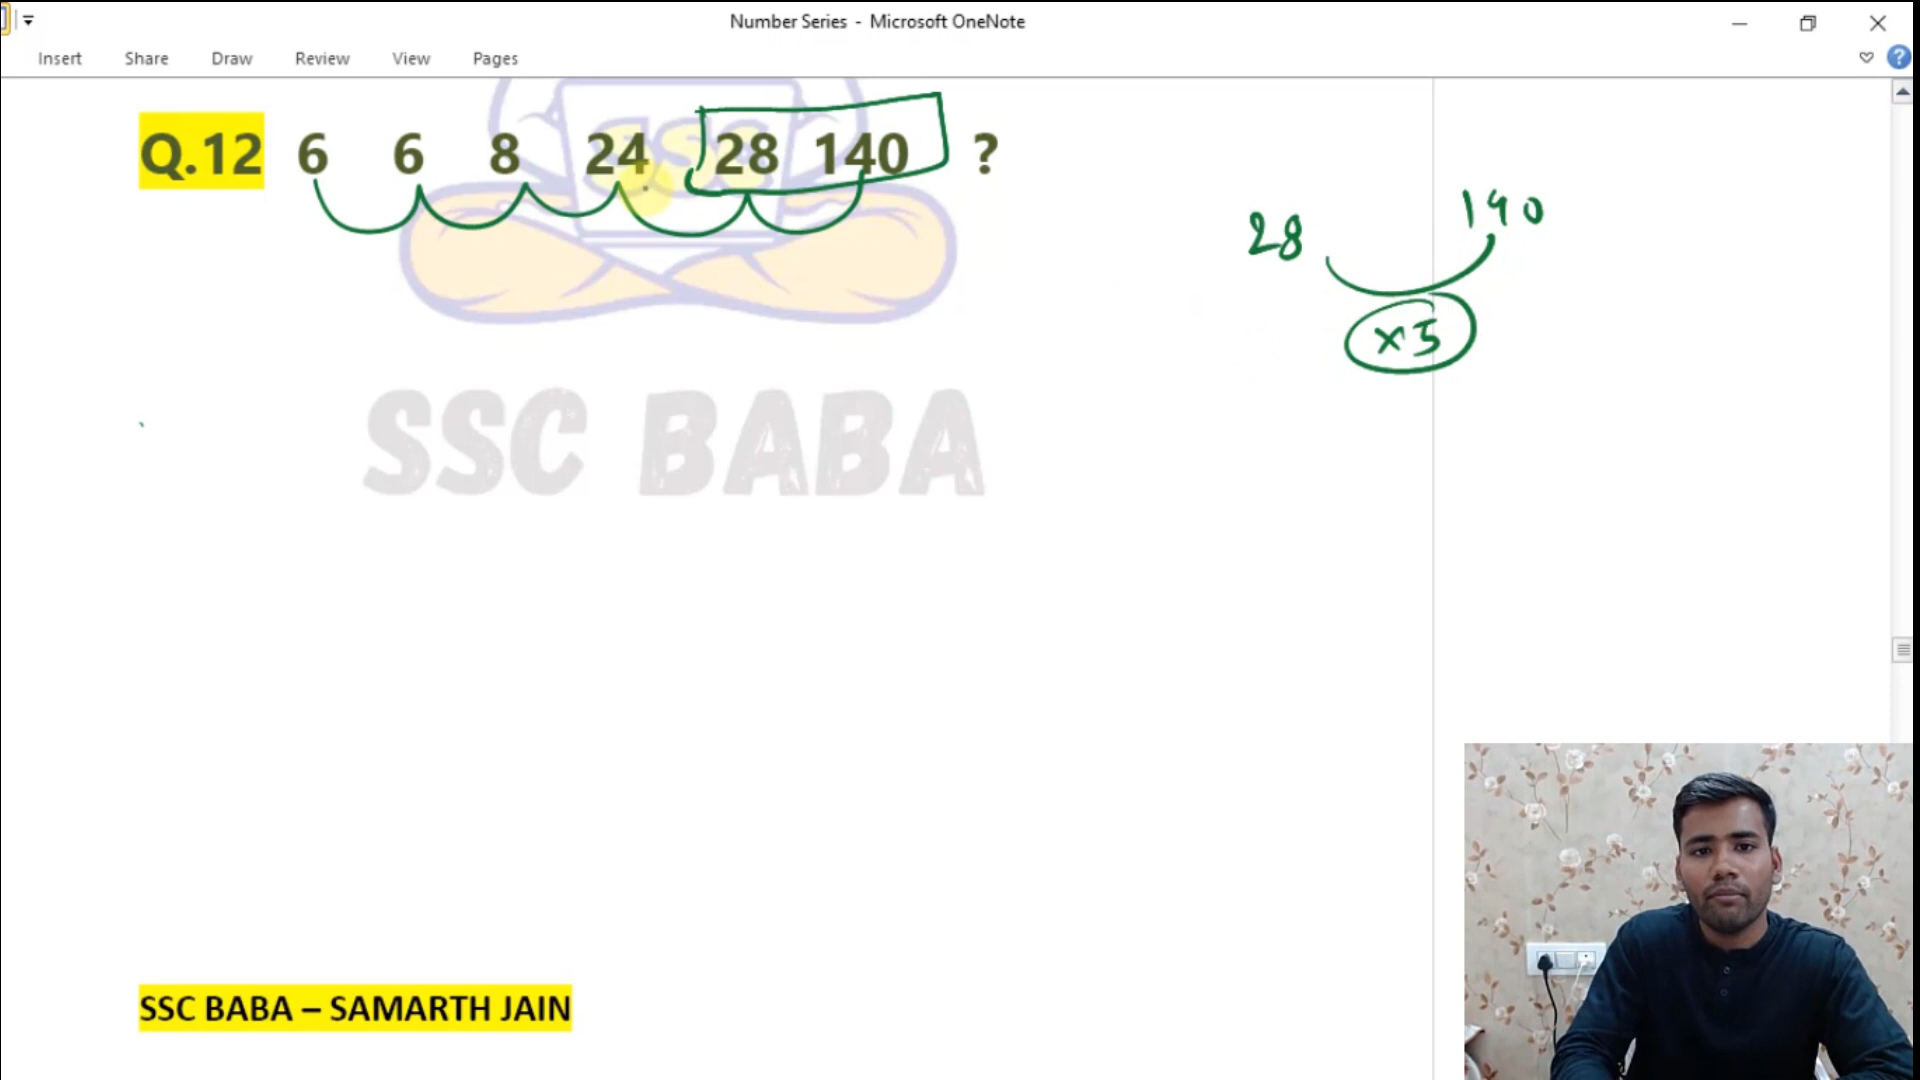 Number Series - Microsoft OneNote
Insert Share Draw Review View Pages
Q.12 6 6 8 24 28 140 ?
SSC
28 140
×5
SSC BABA
SSC BABA – SAMARTH JAIN